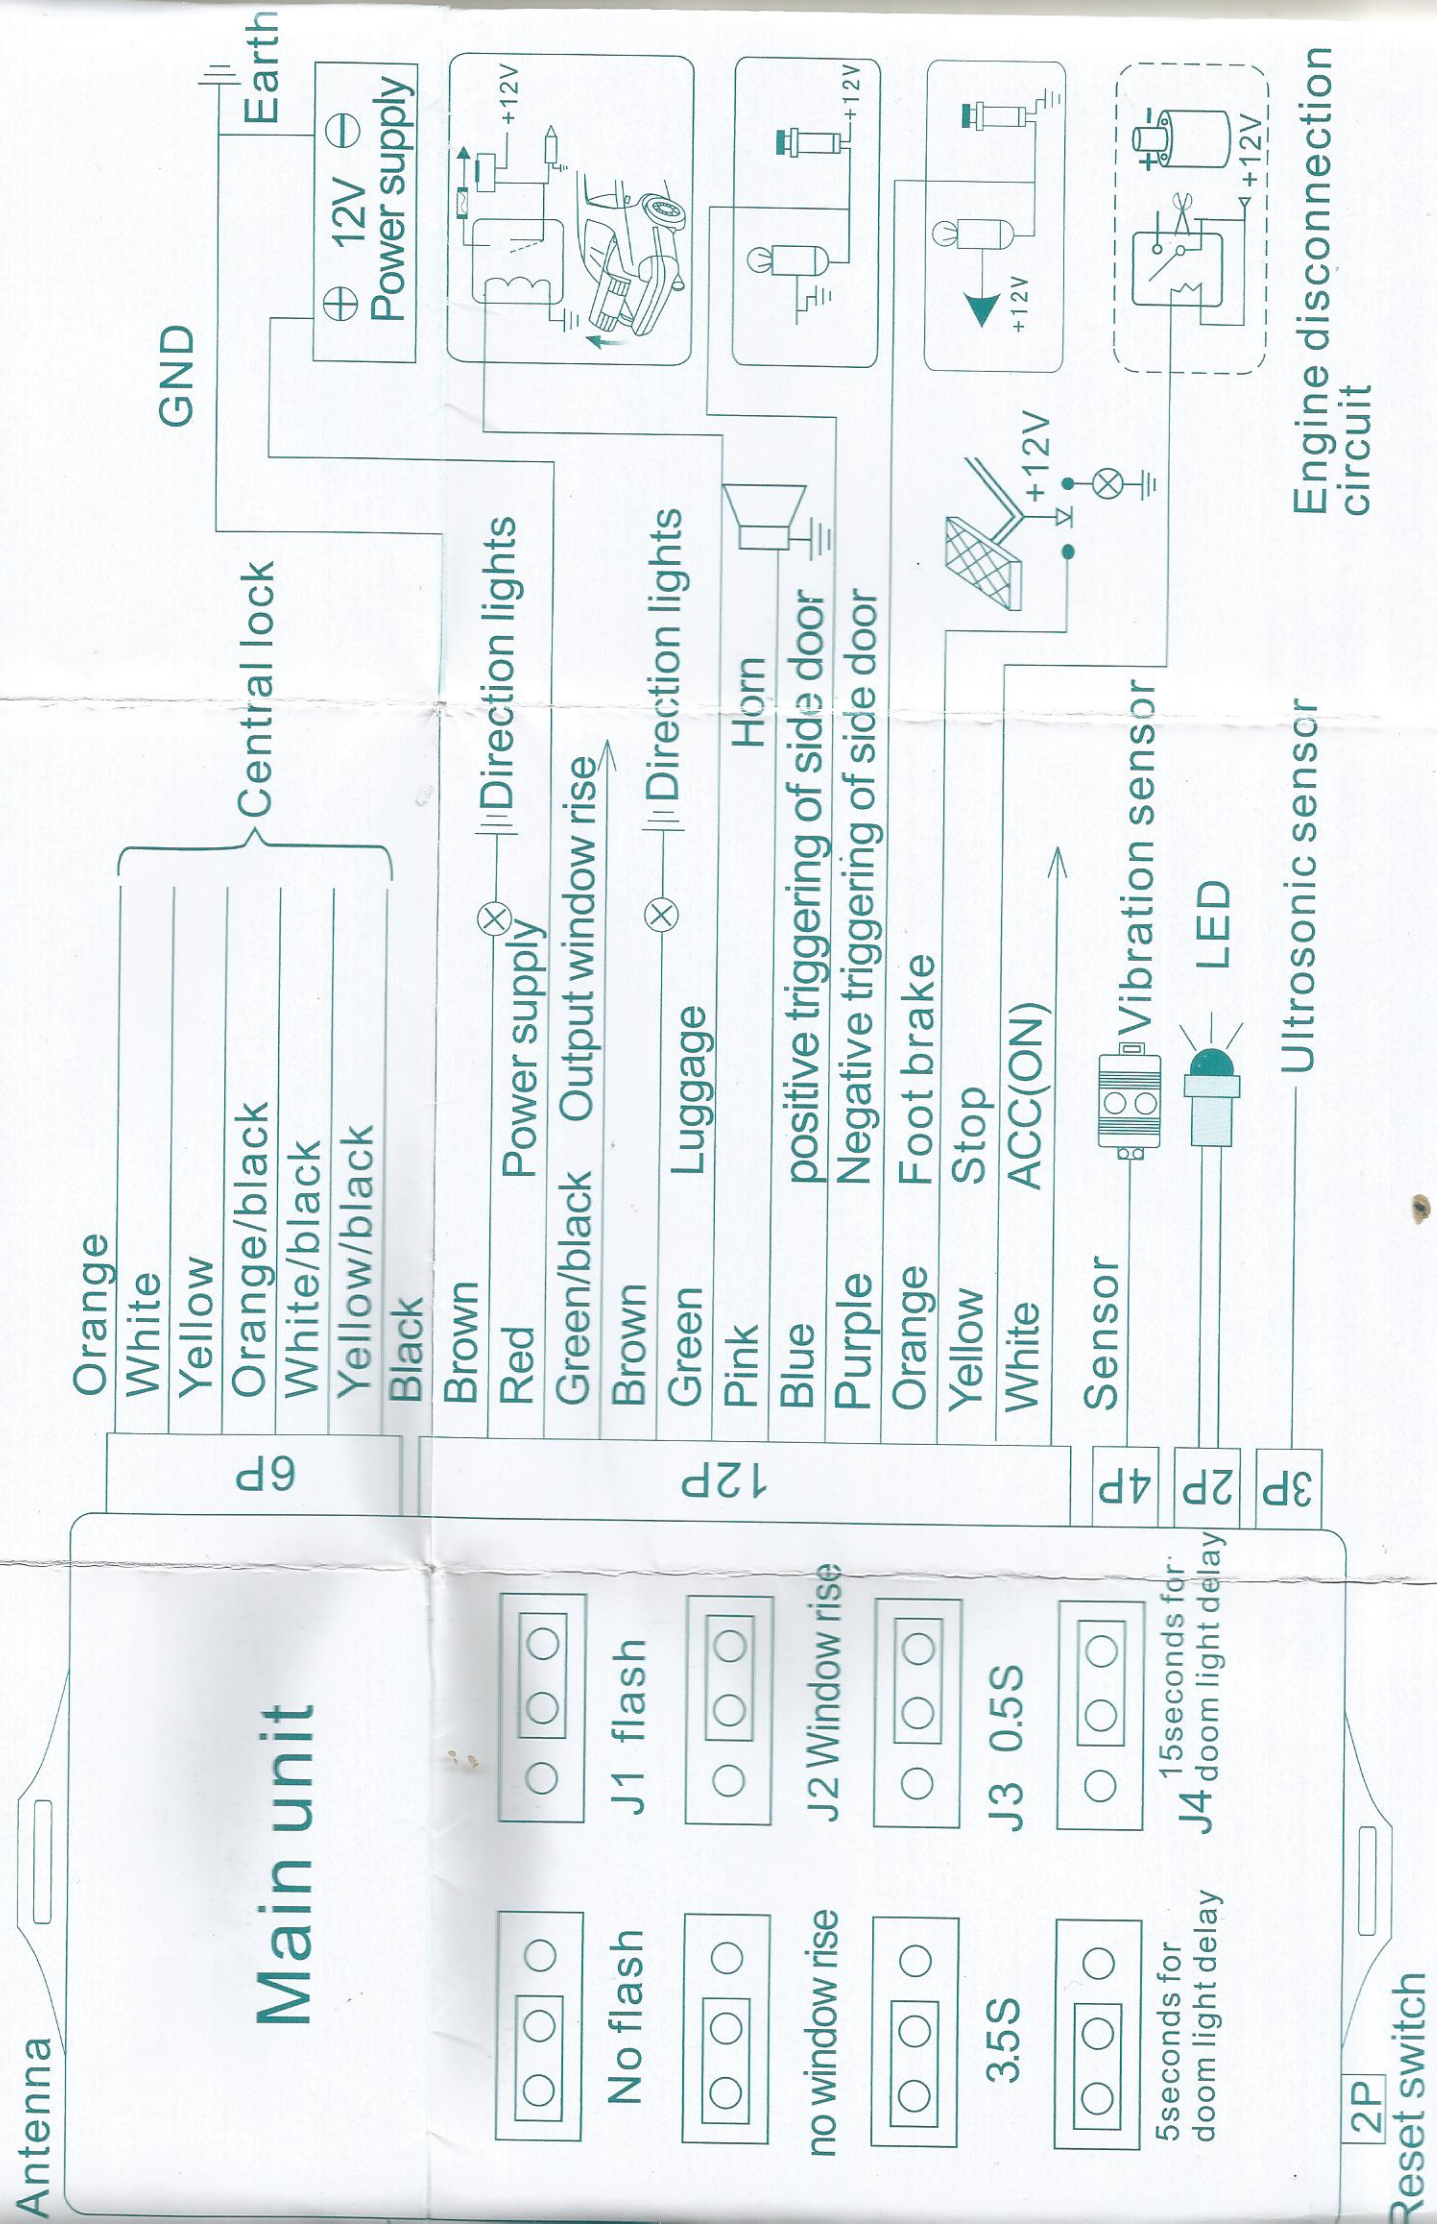 Antenna
Main unit
No flash
J1 flash
no window rise
J2 Window rise
3.5S
J3 0.5S
5seconds for
doom light delay
J4
15seconds for
doom light delay
2P
Reset switch
6P
Orange
White
Yellow
Orange/black
White/black
Yellow/black
Black
Central lock
GND
Earth
12V
Power supply
12P
Brown
Direction lights
Red
Power supply
Green/black
Output window rise
Brown
Direction lights
Green
Luggage
+12V
Pink
Horn
Blue
positive triggering of side door
+12V
Purple
Negative triggering of side door
+12V
Orange
Foot brake
+12V
Yellow
Stop
+ -
+12V
Engine disconnection
circuit
White
ACC(ON)
4P
Sensor
Vibration sensor
2P
LED
3P
Ultrosonic sensor